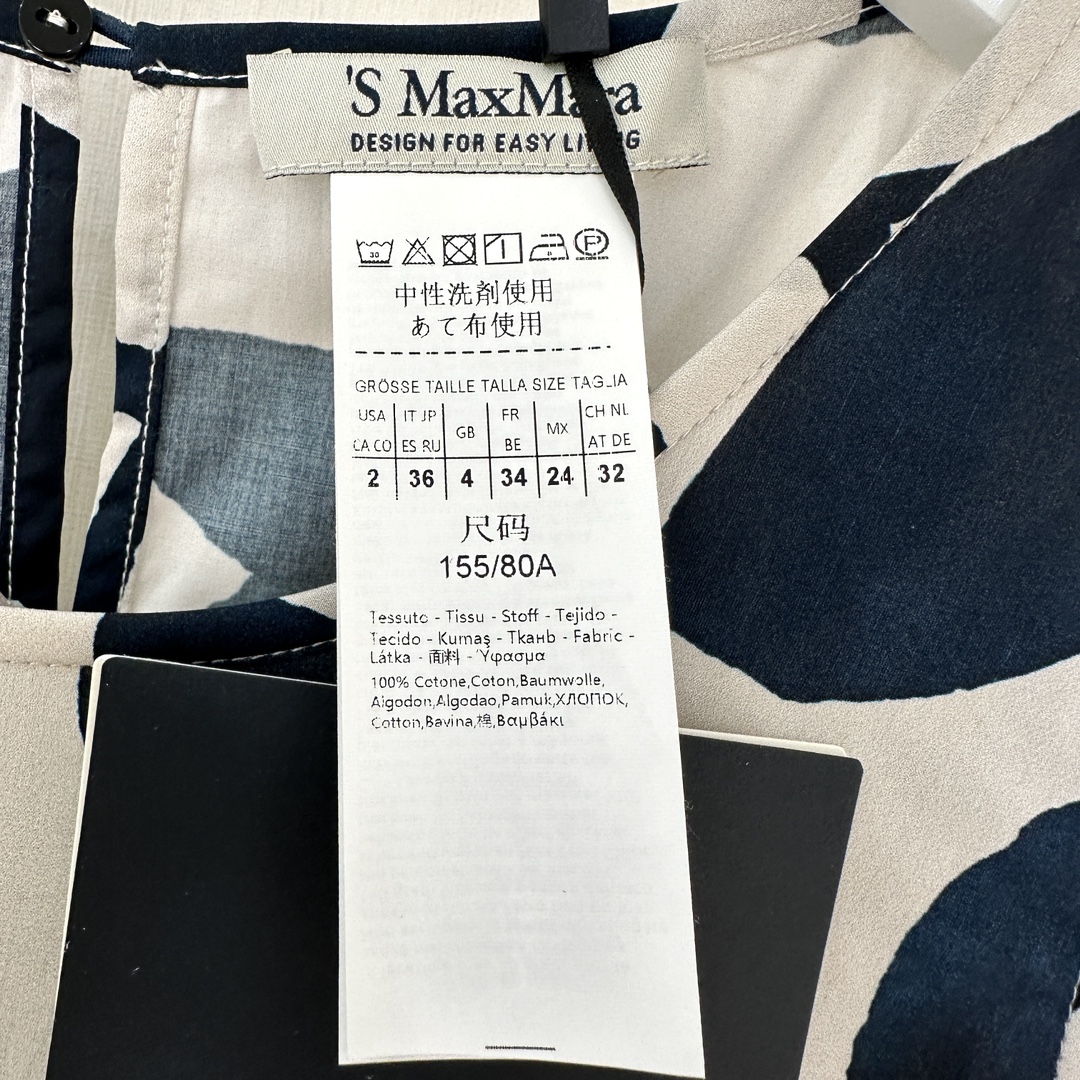 'S MaxMara
DESIGN FOR EASY LIVING
30
P
中性洗剤使用
あて布使用
GRÖSSE TAILLE TALLA SIZE TAGLIA
USA CA CO IT JP ES RU GB FR BE MX CH NL AT DE
2 36 4 34 24 32
尺码
155/80A
Tessuto - Tissu - Stoff - Tejido -
Tecido - Kumaş - Ткань - Fabric -
Látka - 面料 - Ύφασμα
100% Cotone,Coton,Baumwolle,
Algodon,Algodao,Pamuk,ХЛОПОК,
Cotton,Bavlna,棉,Βαμβάκι